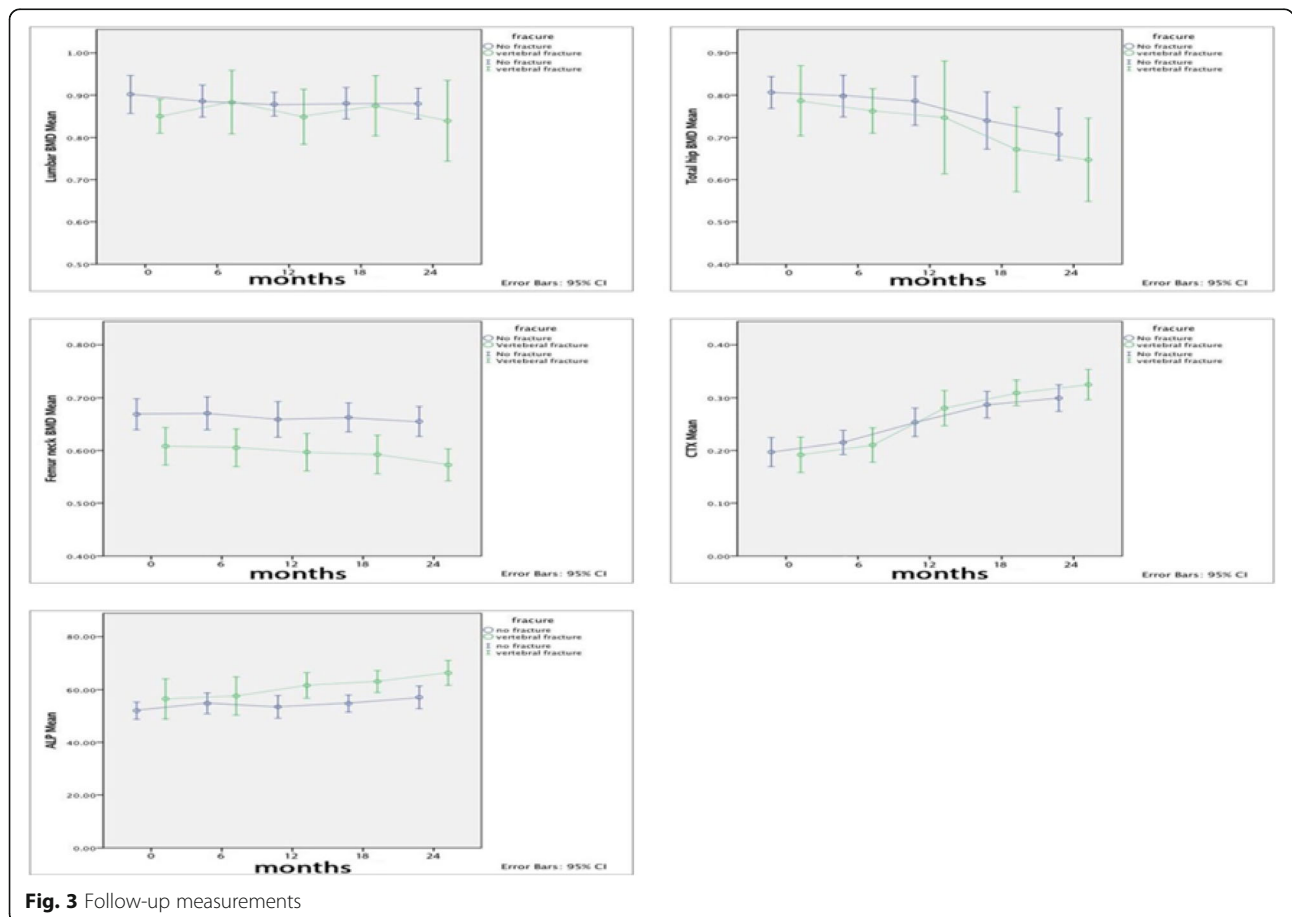 fracure
No fracture
vertebral fracture
No fracture
vertebral fracture
1.00
0.90
0.80
0.70
0.60
0.50
Lumbar BMD Mean
0 6 12 18 24
months
Error Bars: 95% CI
fracure
No fracture
vertebral fracture
No fracture
vertebral fracture
0.90
0.80
0.70
0.60
0.50
0.40
Total hip BMD Mean
0 6 12 18 24
months
Error Bars: 95% CI
fracure
No fracture
Verteberal fracture
No fracture
Verteberal fracture
0.800
0.700
0.600
0.500
0.400
Femur neck BMD Mean
0 6 12 18 24
months
Error Bars: 95% CI
fracure
No fracture
vertebral fracture
No fracture
vertebral fracture
0.40
0.30
0.20
0.10
0.00
CTX Mean
0 6 12 18 24
months
Error Bars: 95% CI
fracure
no fracture
vertebral fracture
no fracture
vertebral fracture
80.00
60.00
40.00
20.00
0.00
ALP Mean
0 6 12 18 24
months
Error Bars: 95% CI
Fig. 3 Follow-up measurements